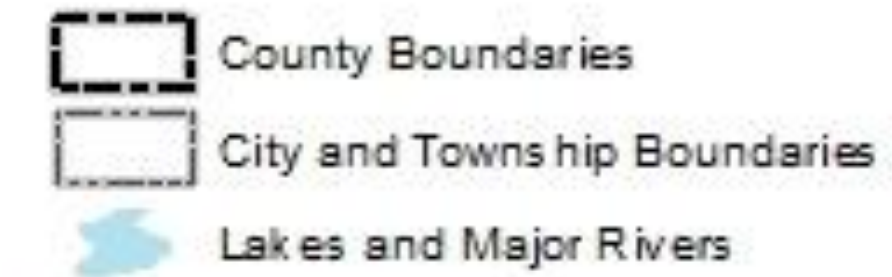 County Boundaries
City and Township Boundaries
Lakes and Major Rivers